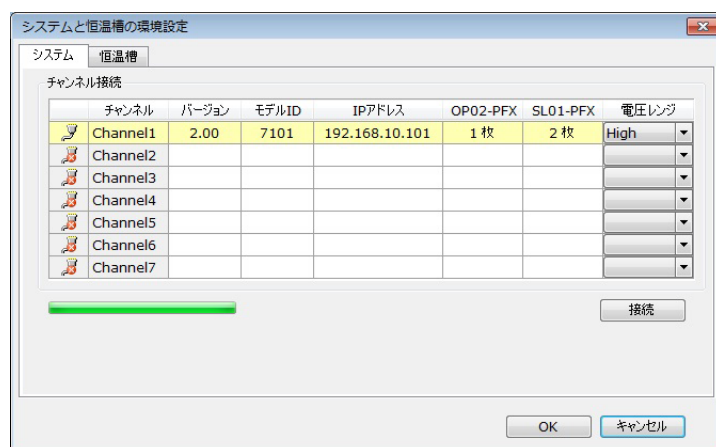 システムと恒温槽の環境設定
システム 恒温槽
チャンネル接続
チャンネル バージョン モデルID IPアドレス OP02-PFX SL01-PFX 電圧レンジ
Channel1 2.00 7101 192.168.10.101 1 枚 2 枚 High
Channel2
Channel3
Channel4
Channel5
Channel6
Channel7
接続
OK キャンセル